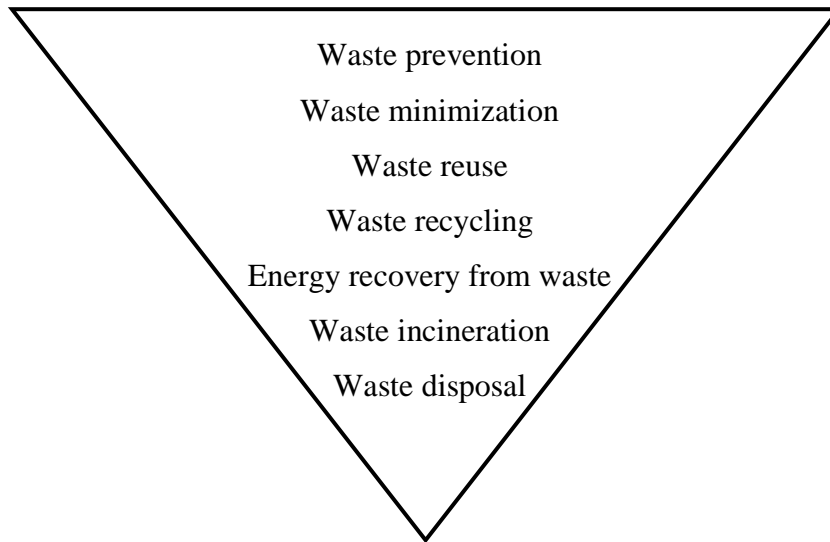 Waste prevention
Waste minimization
Waste reuse
Waste recycling
Energy recovery from waste
Waste incineration
Waste disposal